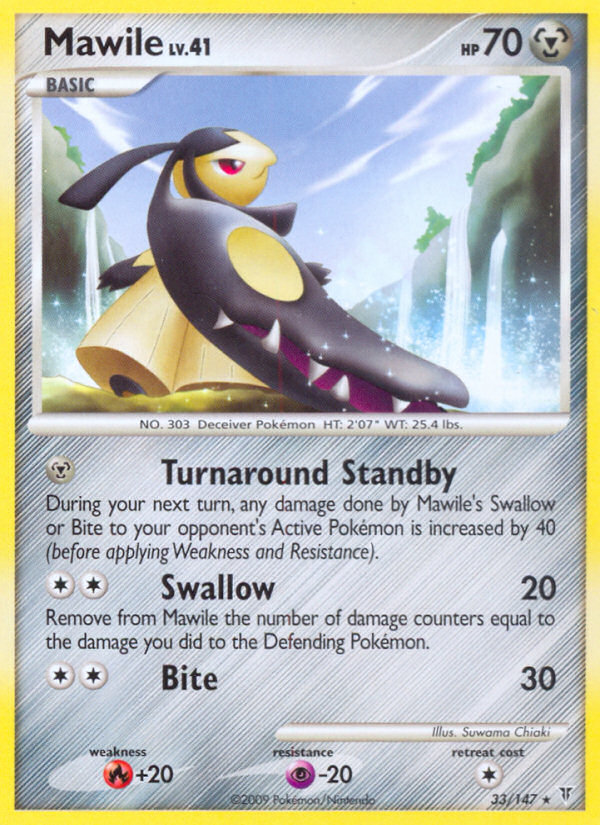 Mawile LV.41 HP 70
BASIC
NO. 303 Deceiver Pokémon HT: 2'07" WT: 25.4 lbs.
Turnaround Standby
During your next turn, any damage done by Mawile's Swallow
or Bite to your opponent's Active Pokémon is increased by 40
(before applying Weakness and Resistance).
Swallow 20
Remove from Mawile the number of damage counters equal to
the damage you did to the Defending Pokémon.
Bite 30
Illus. Suwama Chiaki
weakness resistance retreat cost
+20 -20
©2009 Pokémon/Nintendo 33/147 ★